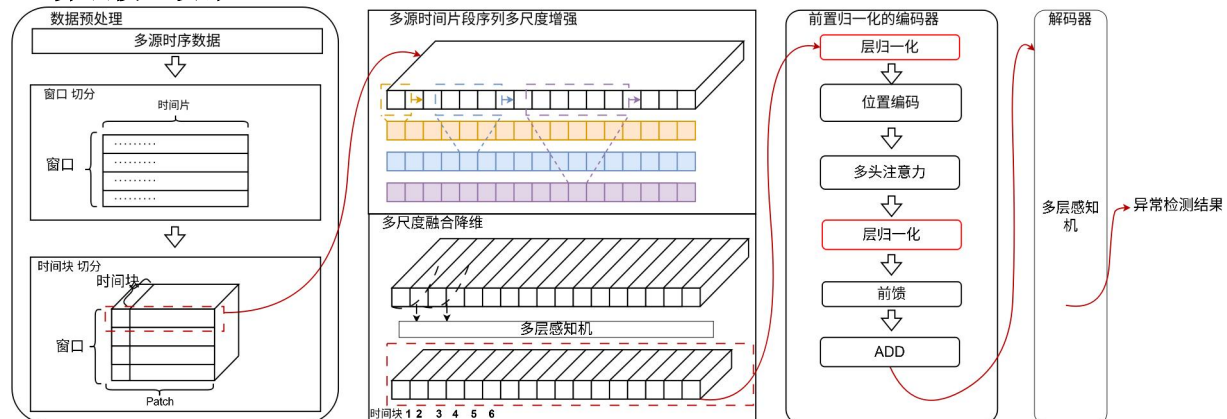 数据预处理
多源时序数据
窗口 切分
时间片
窗口
………
………
………
………
时间块 切分
时间块
窗口
Patch
多源时间片段序列多尺度增强
多尺度融合降维
多层感知机
时间块 1 2 3 4 5 6
前置归一化的编码器
层归一化
位置编码
多头注意力
层归一化
前馈
ADD
解码器
多层感知
机
异常检测结果